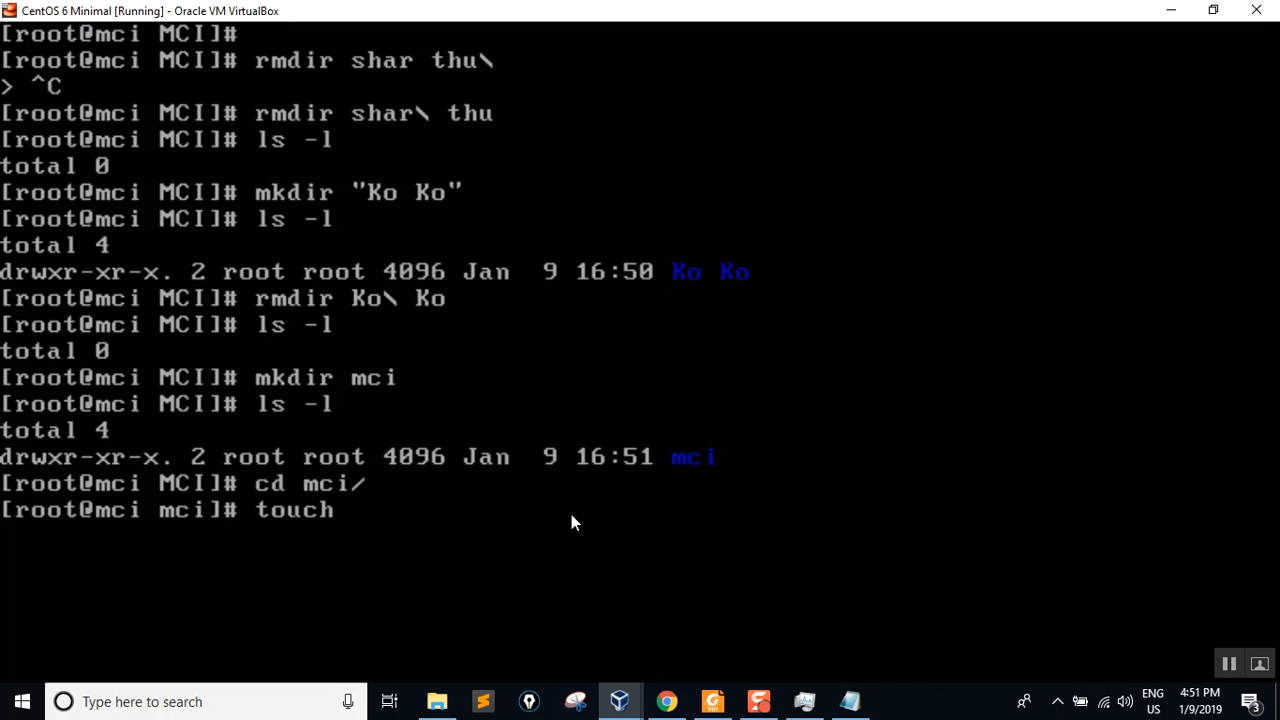 CentOS 6 Minimal [Running] - Oracle VM VirtualBox
[root@mci MCI]#
[root@mci MCI]# rmdir shar thu\
> ^C
[root@mci MCI]# rmdir shar\ thu
[root@mci MCI]# ls -l
total 0
[root@mci MCI]# mkdir "Ko Ko"
[root@mci MCI]# ls -l
total 4
drwxr-xr-x. 2 root root 4096 Jan  9 16:50 Ko Ko
[root@mci MCI]# rmdir Ko\ Ko
[root@mci MCI]# ls -l
total 0
[root@mci MCI]# mkdir mci
[root@mci MCI]# ls -l
total 4
drwxr-xr-x. 2 root root 4096 Jan  9 16:51 mci
[root@mci MCI]# cd mci/
[root@mci mci]# touch
Type here to search
ENG
US
4:51 PM
1/9/2019
3